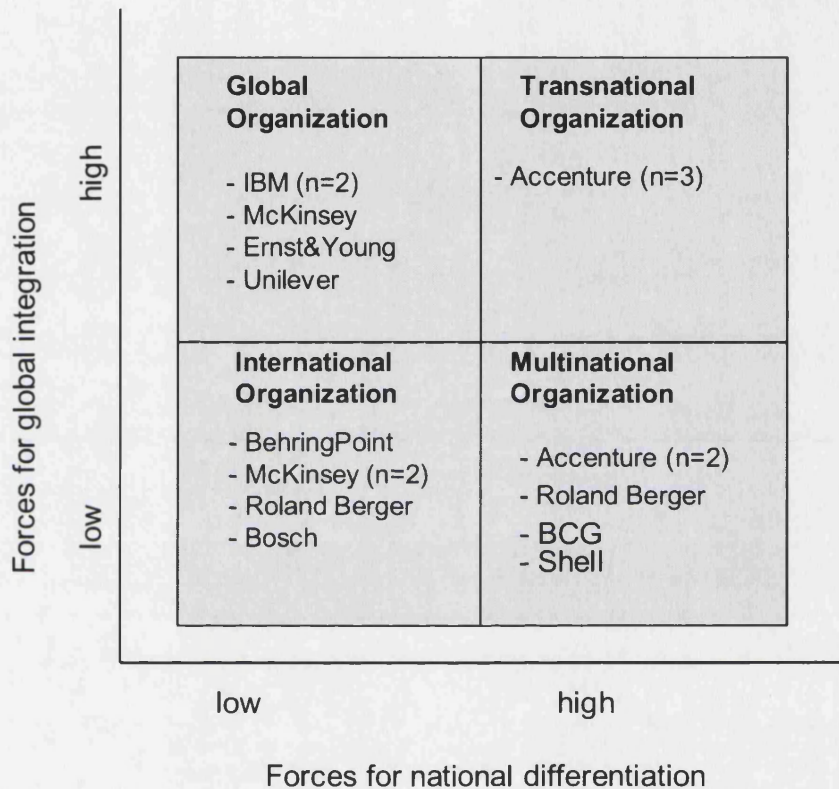 Forces for global integration
high
low
Global
Organization
- IBM (n=2)
- McKinsey
- Ernst&Young
- Unilever
Transnational
Organization
- Accenture (n=3)
International
Organization
- BehringPoint
- McKinsey (n=2)
- Roland Berger
- Bosch
Multinational
Organization
- Accenture (n=2)
- Roland Berger
- BCG
- Shell
low
high
Forces for national differentiation